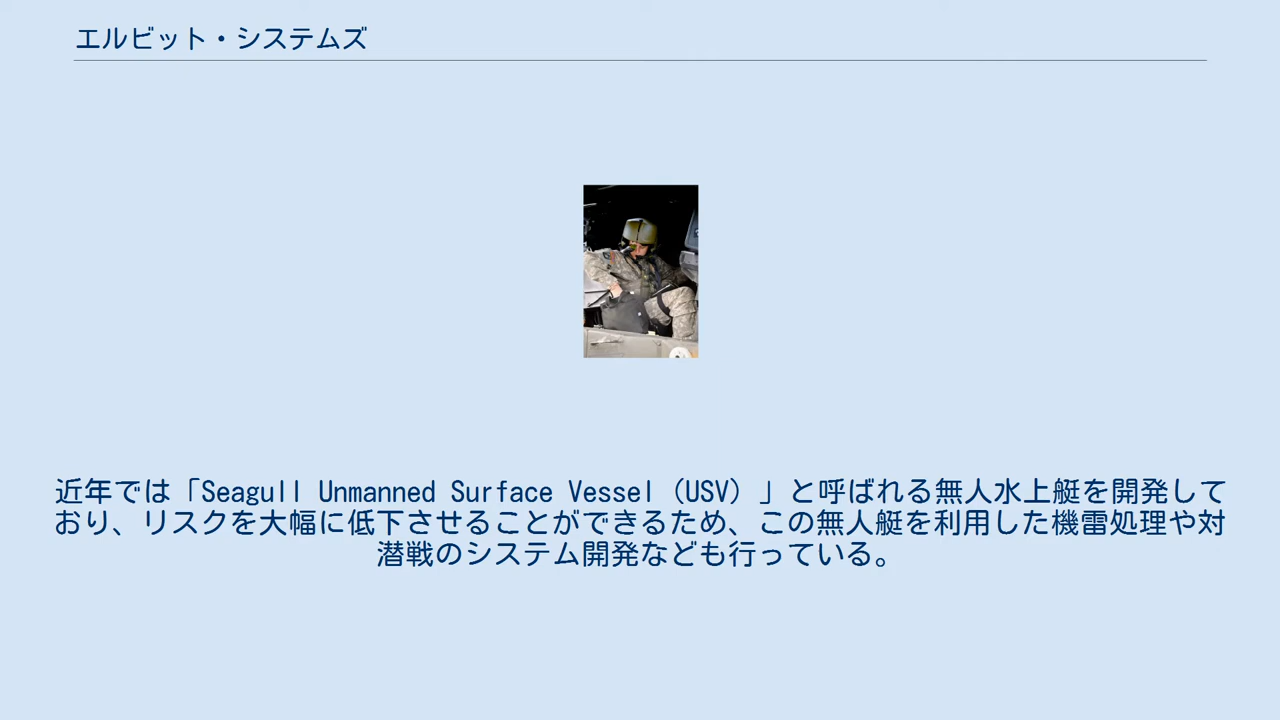 エルビット・システムズ
近年では「Seagull Unmanned Surface Vessel（USV）」と呼ばれる無人水上艇を開発して
おり、リスクを大幅に低下させることができるため、この無人艇を利用した機雷処理や対
潜戦のシステム開発なども行っている。